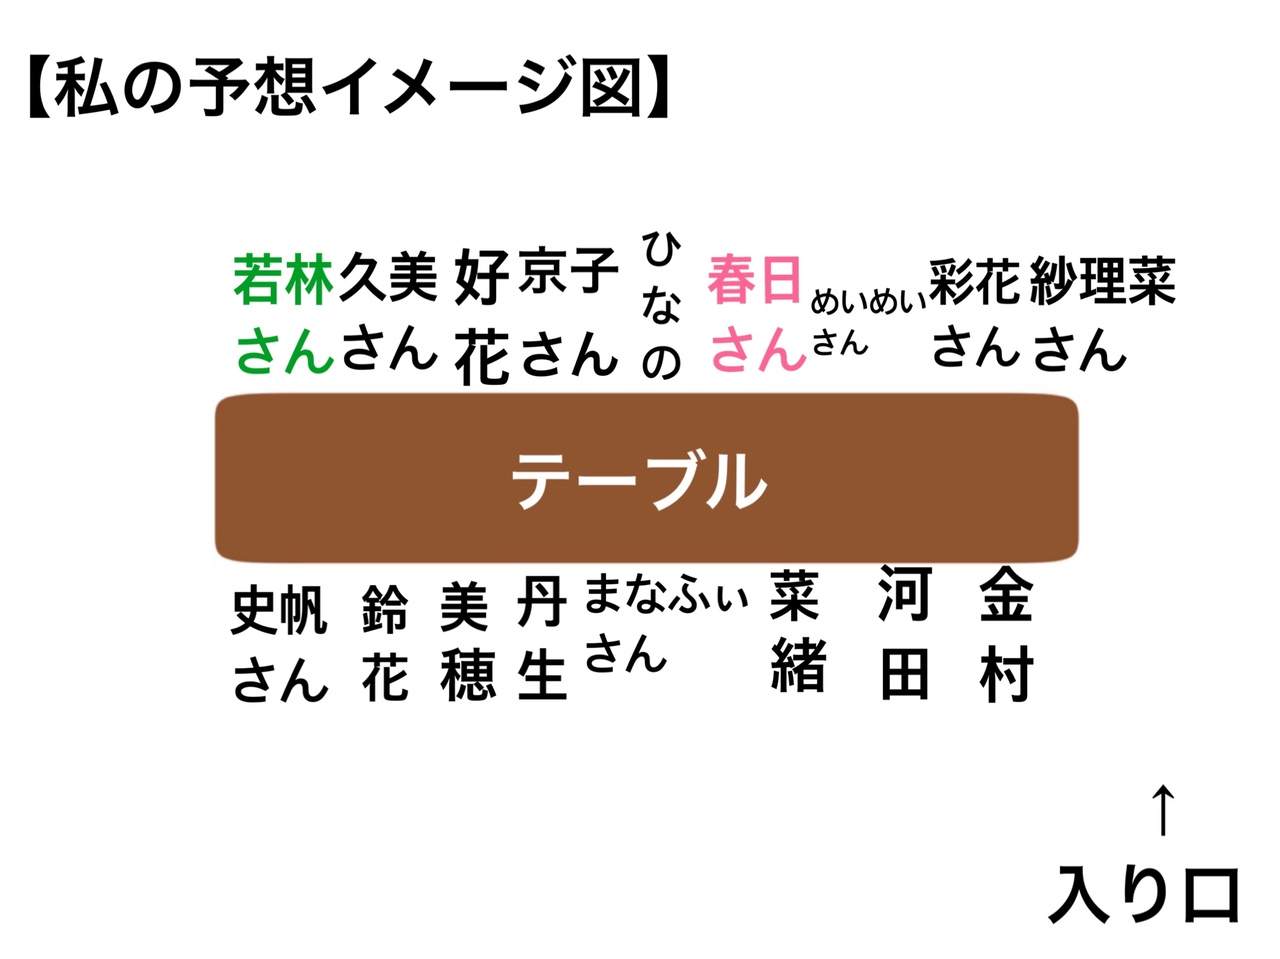 【私の予想イメージ図】
若林さん
久美さん
好花
京子さん
ひなの
春日さん
めいめいさん
彩花さん
紗理菜さん
テーブル
史帆さん
鈴花
美穂
丹生
まなふぃさん
菜緒
河田
金村
↑
入り口